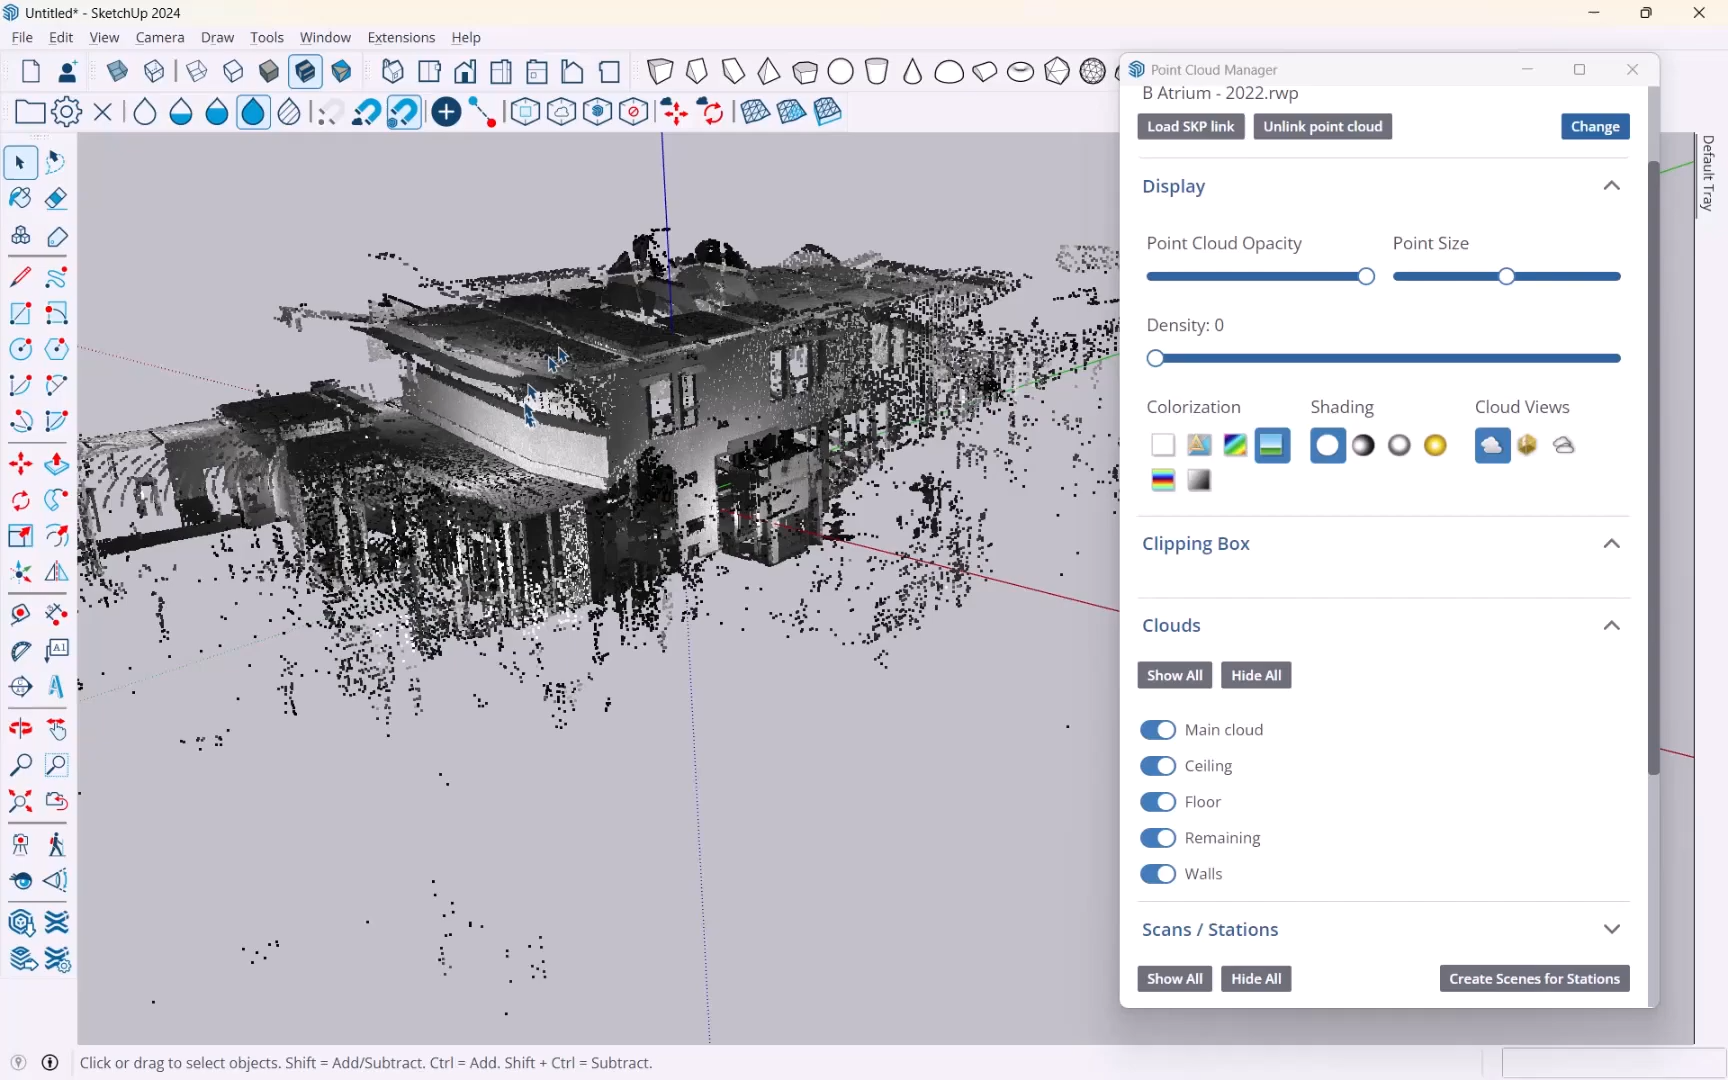 Untitled* - SketchUp 2024
File Edit View Camera Draw Tools Window Extensions Help
Point Cloud Manager
B Atrium - 2022.rwp
Load SKP link Unlink point cloud Change
Display
Point Cloud Opacity Point Size
Density: 0
Colorization Shading Cloud Views
Clipping Box
Clouds
Show All Hide All
Main cloud
Ceiling
Floor
Remaining
Walls
Scans / Stations
Show All Hide All Create Scenes for Stations
Default Tray
Click or drag to select objects. Shift = Add/Subtract. Ctrl = Add. Shift + Ctrl = Subtract.